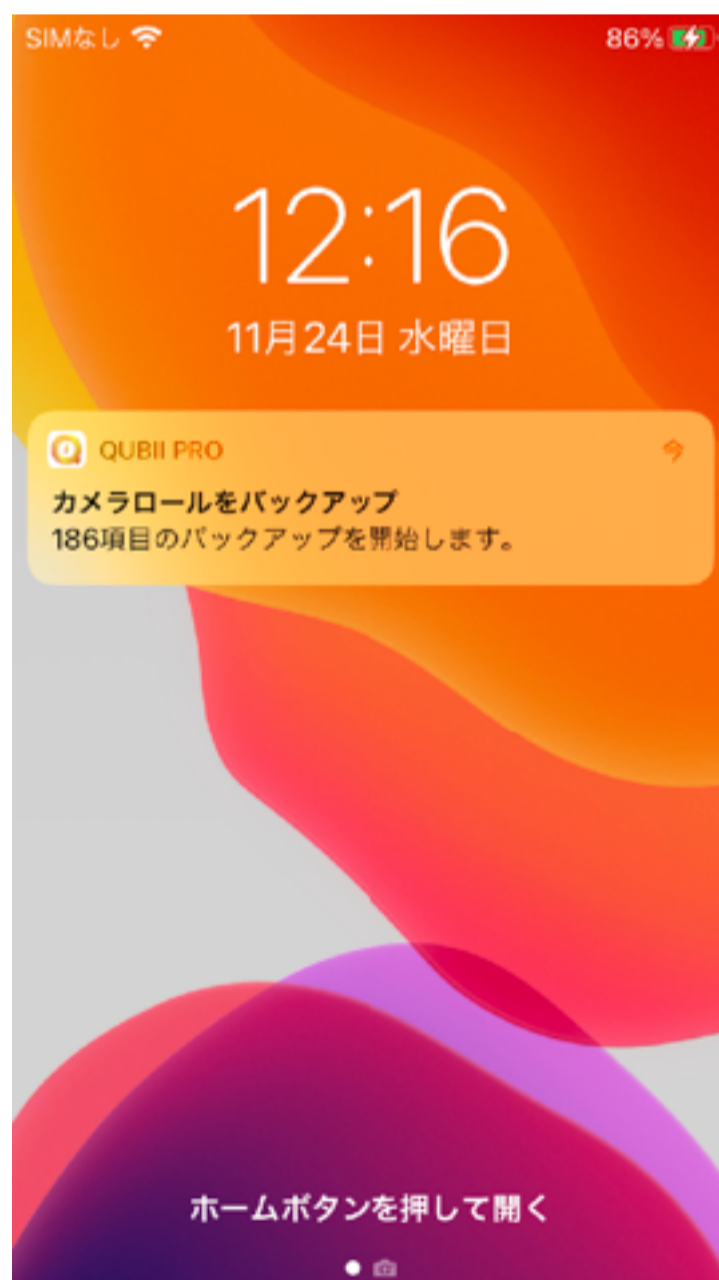 SIMなし
86%
12:16
11月24日 水曜日
QUBII PRO
今
カメラロールをバックアップ
186項目のバックアップを開始します。
ホームボタンを押して開く